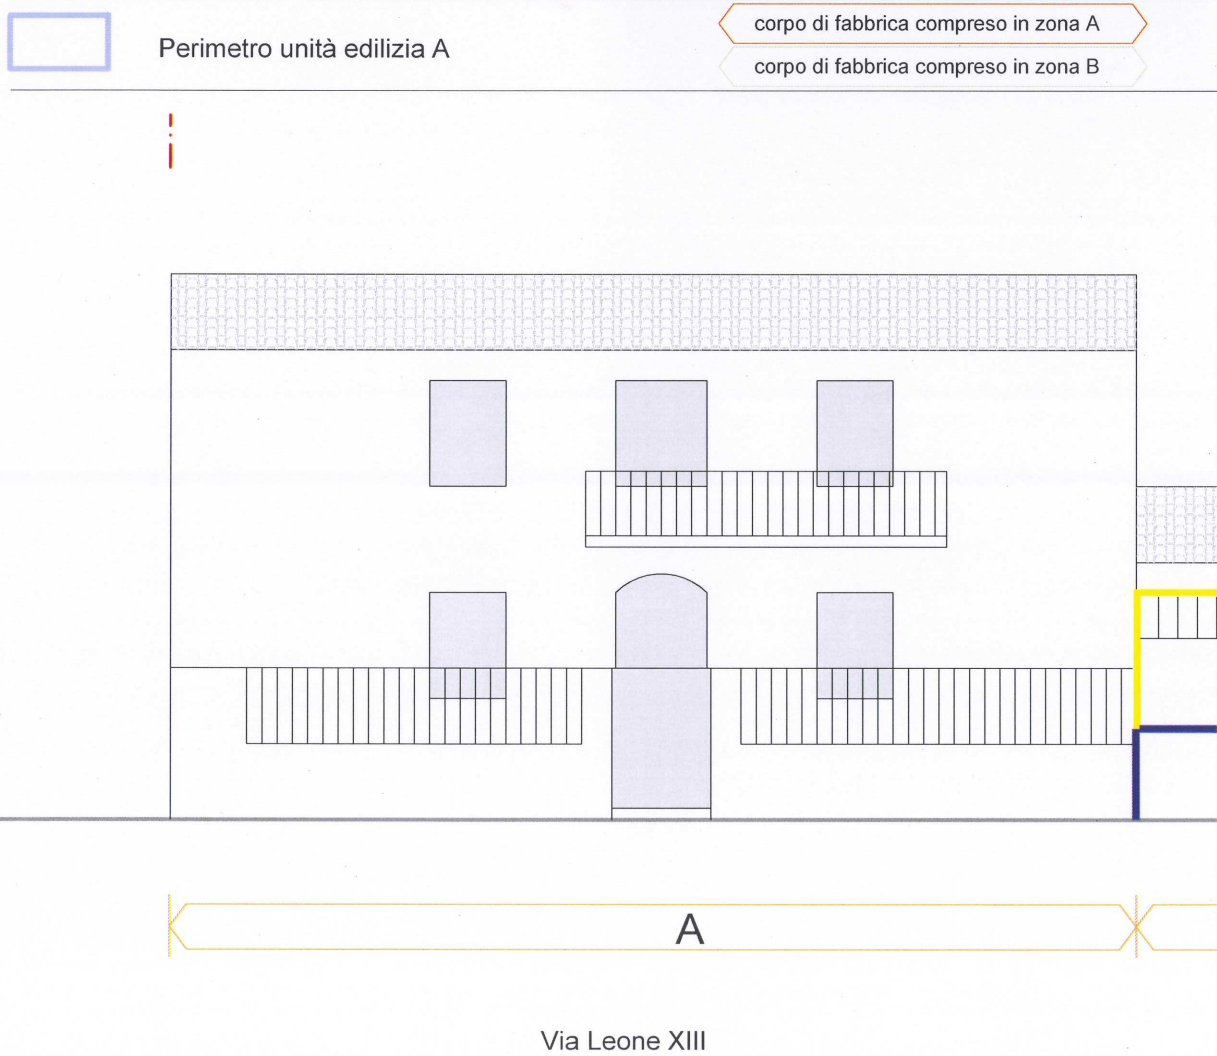 Perimetro unità edilizia A
corpo di fabbrica compreso in zona A
corpo di fabbrica compreso in zona B
A
Via Leone XIII